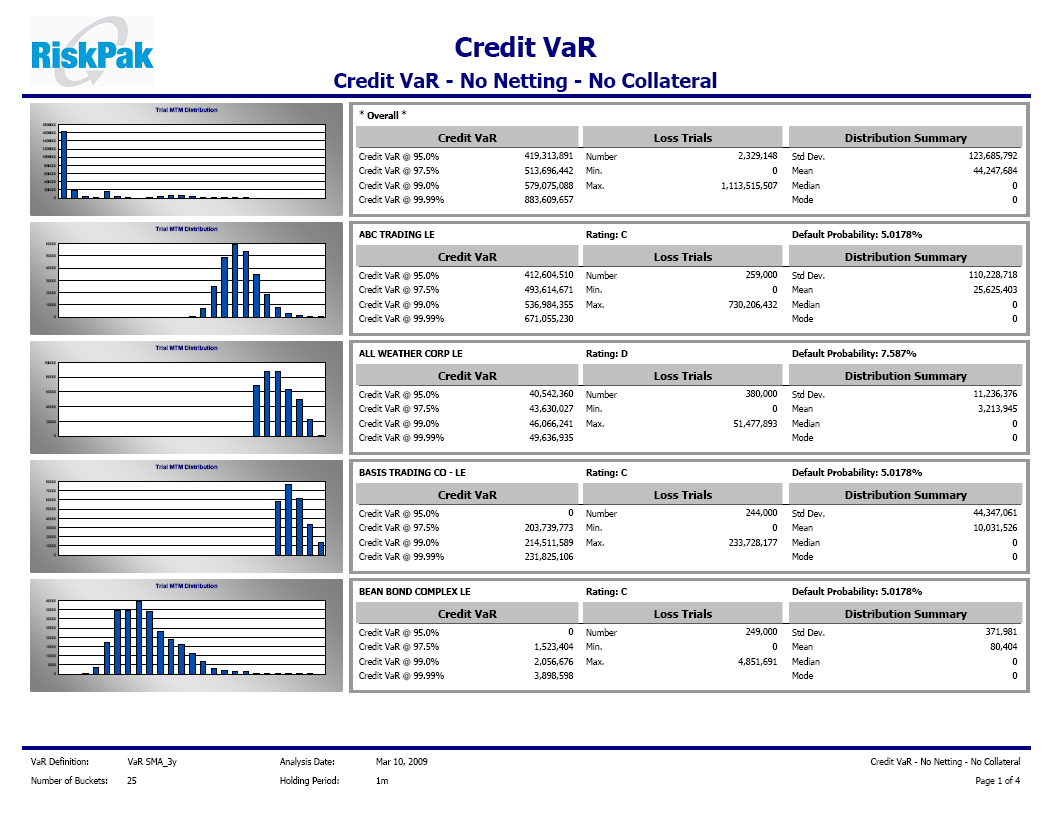 RiskPak
Credit VaR
Credit VaR - No Netting - No Collateral
Trial MTM Distribution
* Overall *
Credit VaR Loss Trials Distribution Summary
Credit VaR @ 95.0% 419,313,891 Number 2,329,148 Std Dev. 123,685,792
Credit VaR @ 97.5% 513,696,442 Min. 0 Mean 44,247,684
Credit VaR @ 99.0% 579,075,088 Max. 1,113,515,507 Median 0
Credit VaR @ 99.99% 883,609,657 Mode 0
Trial MTM Distribution
ABC TRADING LE Rating: C Default Probability: 5.0178%
Credit VaR Loss Trials Distribution Summary
Credit VaR @ 95.0% 412,604,510 Number 259,000 Std Dev. 110,228,718
Credit VaR @ 97.5% 493,614,671 Min. 0 Mean 25,625,403
Credit VaR @ 99.0% 536,984,355 Max. 730,206,432 Median 0
Credit VaR @ 99.99% 671,055,230 Mode 0
Trial MTM Distribution
ALL WEATHER CORP LE Rating: D Default Probability: 7.587%
Credit VaR Loss Trials Distribution Summary
Credit VaR @ 95.0% 40,542,360 Number 380,000 Std Dev. 11,236,376
Credit VaR @ 97.5% 43,630,027 Min. 0 Mean 3,213,945
Credit VaR @ 99.0% 46,066,241 Max. 51,477,893 Median 0
Credit VaR @ 99.99% 49,636,935 Mode 0
Trial MTM Distribution
BASIS TRADING CO - LE Rating: C Default Probability: 5.0178%
Credit VaR Loss Trials Distribution Summary
Credit VaR @ 95.0% 0 Number 244,000 Std Dev. 44,347,061
Credit VaR @ 97.5% 203,739,773 Min. 0 Mean 10,031,526
Credit VaR @ 99.0% 214,511,589 Max. 233,728,177 Median 0
Credit VaR @ 99.99% 231,825,106 Mode 0
Trial MTM Distribution
BEAN BOND COMPLEX LE Rating: C Default Probability: 5.0178%
Credit VaR Loss Trials Distribution Summary
Credit VaR @ 95.0% 0 Number 249,000 Std Dev. 371,981
Credit VaR @ 97.5% 1,523,404 Min. 0 Mean 80,404
Credit VaR @ 99.0% 2,056,676 Max. 4,851,691 Median 0
Credit VaR @ 99.99% 3,898,598 Mode 0
VaR Definition: VaR SMA_3y Analysis Date: Mar 10, 2009 Credit VaR - No Netting - No Collateral
Number of Buckets: 25 Holding Period: 1m Page 1 of 4